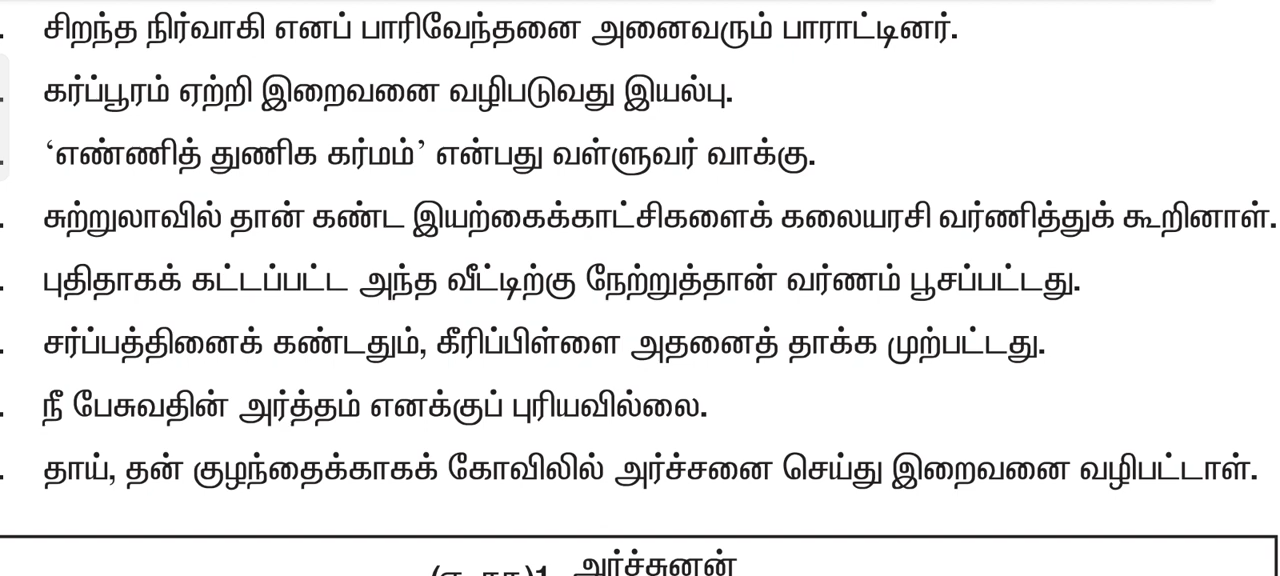 சிறந்த நிர்வாகி எனப் பாரிவேந்தனை அனைவரும் பாராட்டினர்.
கர்ப்பூரம் ஏற்றி இறைவனை வழிபடுவது இயல்பு.
‘எண்ணித் துணிக கர்மம்’ என்பது வள்ளுவர் வாக்கு.
சுற்றுலாவில் தான் கண்ட இயற்கைக்காட்சிகளைக் கலையரசி வர்ணித்துக் கூறினாள்.
புதிதாகக் கட்டப்பட்ட அந்த வீட்டிற்கு நேற்றுத்தான் வர்ணம் பூசப்பட்டது.
சர்ப்பத்தினைக் கண்டதும், கீரிப்பிள்ளை அதனைத் தாக்க முற்பட்டது.
நீ பேசுவதின் அர்த்தம் எனக்குப் புரியவில்லை.
தாய், தன் குழந்தைக்காகக் கோவிலில் அர்ச்சனை செய்து இறைவனை வழிபட்டாள்.
அர்ச்சுனன்